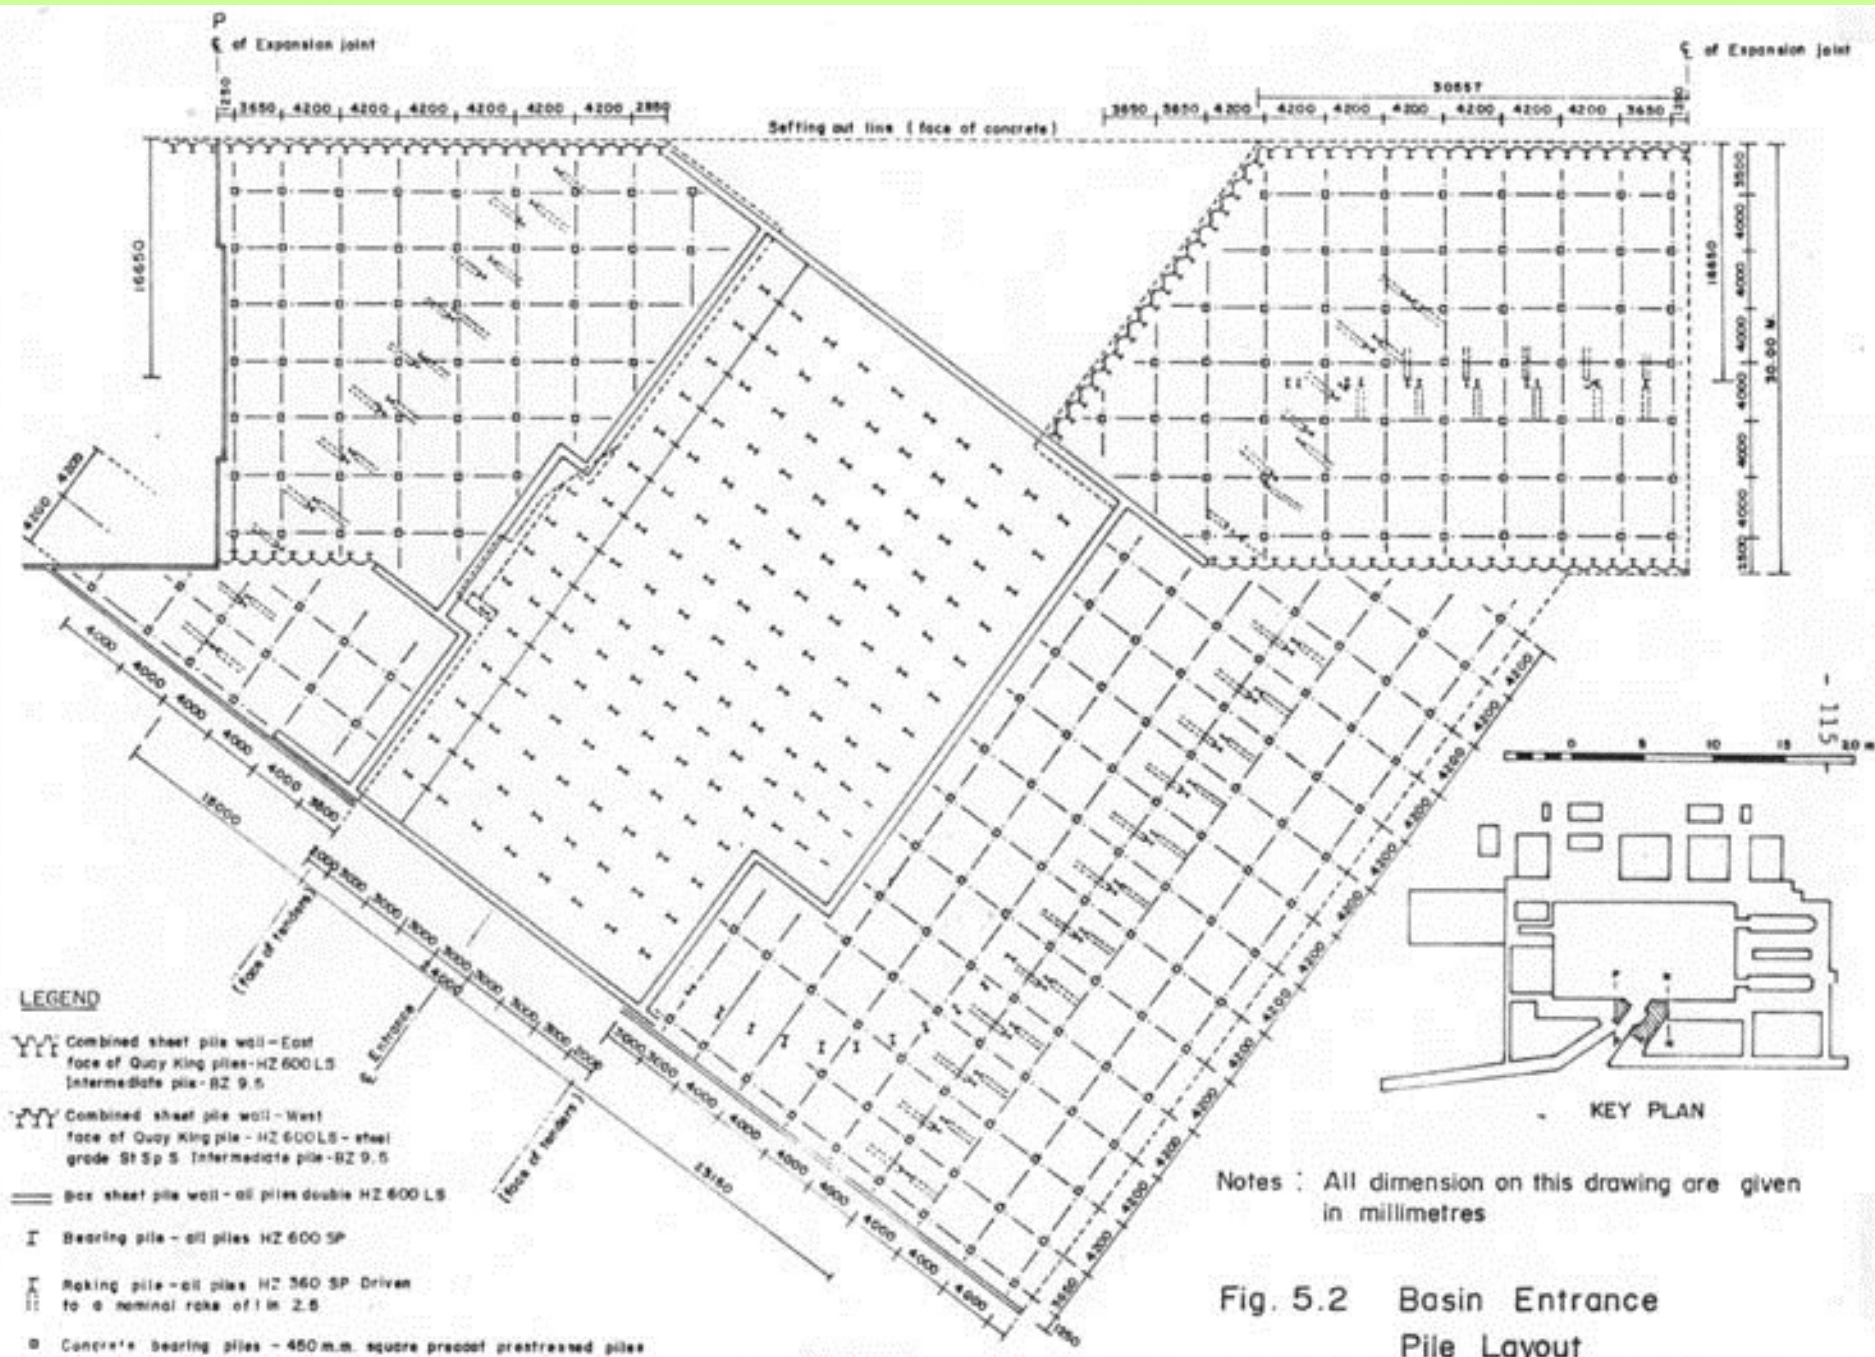 P
℄ of Expansion joint
℄ of Expansion joint
1250
3650 4200 4200 4200 4200 4200 4200 2850
30557
3650 3650 4200 4200 4200 4200 4200 4200 4200 3650
Setting out line ( face of concrete )
16650
16650
3500
4000
4000
4000
4000
4000
4000
30.00 M.
4200 4200
4000
4000
4000
4000
4000
3500
15000
3000
3000
3000
3000
3000
3000
24000
2000
( face of fenders )
℄ Entrance
( face of fenders )
4000
4000
4000
4000
4000
4000
23150
4200
4200
4200
4200
4200
4200
4200
4200
4200
4200
4200
4200
4200
4200
3650
1250
- 115 -
0 5 10 15 20 m
KEY PLAN
LEGEND
Combined sheet pile wall - East
face of Quay King piles - HZ 600 LS
Intermediate pile - BZ 9.5
Combined sheet pile wall - West
face of Quay King pile - HZ 600 LS - steel
grade St Sp S Intermediate pile - BZ 9.5
Box sheet pile wall - all piles double HZ 600 LS
Bearing pile - all piles HZ 600 SP
Raking pile - all piles HZ 360 SP Driven
to a nominal rake of 1 in 2.5
Concrete bearing piles - 450 m.m. square precast prestressed piles
Notes : All dimension on this drawing are given
in millimetres
Fig. 5.2 Basin Entrance
Pile Layout